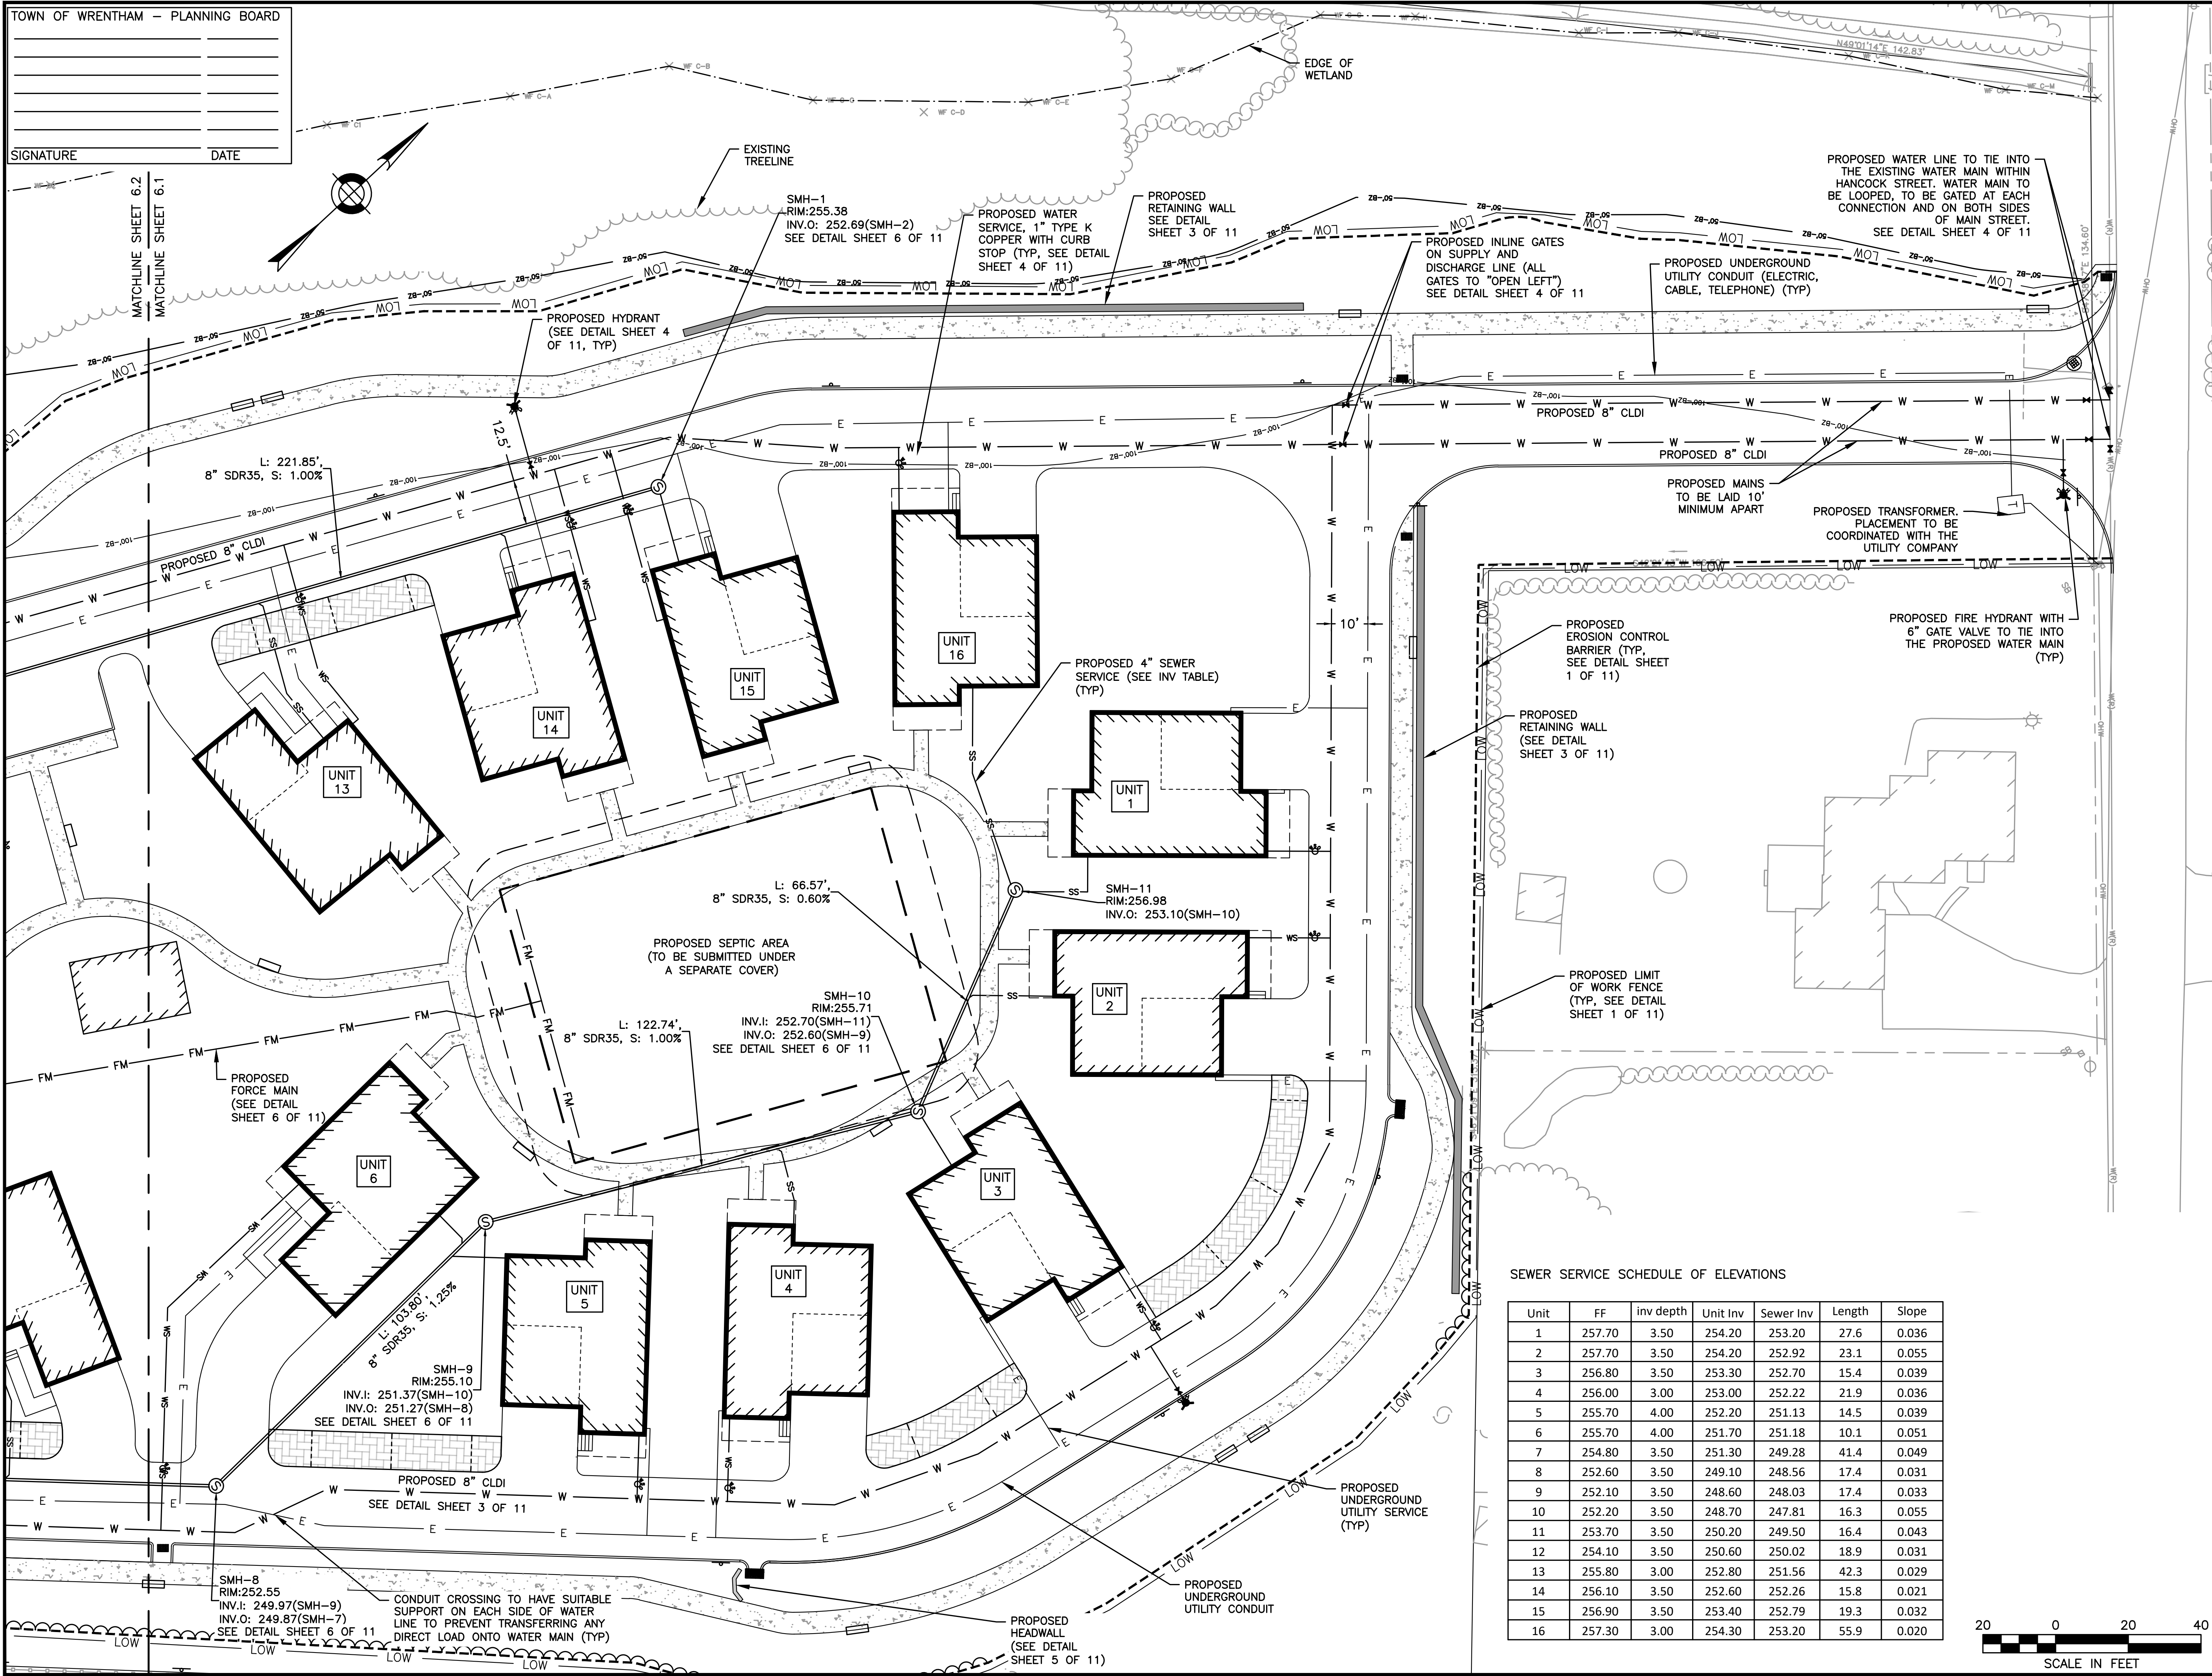 TOWN OF WRENTHAM – PLANNING BOARD
SIGNATURE DATE
MATCHLINE SHEET 6.2
MATCHLINE SHEET 6.1
WF C1
WF C-A
WF C-B
WF C-D
WF C-E
WF C-M
EDGE OF
WETLAND
N49°01'14"E 142.83'
EXISTING
TREELINE
SMH-1
RIM:255.38
INV.O: 252.69(SMH-2)
SEE DETAIL SHEET 6 OF 11
PROPOSED WATER
SERVICE, 1" TYPE K
COPPER WITH CURB
STOP (TYP, SEE DETAIL
SHEET 4 OF 11)
PROPOSED
RETAINING WALL
SEE DETAIL
SHEET 3 OF 11
PROPOSED INLINE GATES
ON SUPPLY AND
DISCHARGE LINE (ALL
GATES TO "OPEN LEFT")
SEE DETAIL SHEET 4 OF 11
PROPOSED UNDERGROUND
UTILITY CONDUIT (ELECTRIC,
CABLE, TELEPHONE) (TYP)
PROPOSED WATER LINE TO TIE INTO
THE EXISTING WATER MAIN WITHIN
HANCOCK STREET. WATER MAIN TO
BE LOOPED, TO BE GATED AT EACH
CONNECTION AND ON BOTH SIDES
OF MAIN STREET.
SEE DETAIL SHEET 4 OF 11
PROPOSED HYDRANT
(SEE DETAIL SHEET 4
OF 11, TYP)
12.5'
L: 221.85',
8" SDR35, S: 1.00%
PROPOSED 8" CLDI
PROPOSED 8" CLDI
PROPOSED 8" CLDI
PROPOSED MAINS
TO BE LAID 10'
MINIMUM APART
PROPOSED TRANSFORMER.
PLACEMENT TO BE
COORDINATED WITH THE
UTILITY COMPANY
PROPOSED FIRE HYDRANT WITH
6" GATE VALVE TO TIE INTO
THE PROPOSED WATER MAIN
(TYP)
10'
PROPOSED
EROSION CONTROL
BARRIER (TYP,
SEE DETAIL SHEET
1 OF 11)
PROPOSED
RETAINING WALL
(SEE DETAIL
SHEET 3 OF 11)
PROPOSED 4" SEWER
SERVICE (SEE INV TABLE)
(TYP)
UNIT
16
UNIT
15
UNIT
14
UNIT
13
UNIT
1
L: 66.57',
8" SDR35, S: 0.60%
SMH-11
RIM:256.98
INV.O: 253.10(SMH-10)
PROPOSED SEPTIC AREA
(TO BE SUBMITTED UNDER
A SEPARATE COVER)
UNIT
2
SMH-10
RIM:255.71
INV.I: 252.70(SMH-11)
INV.O: 252.60(SMH-9)
SEE DETAIL SHEET 6 OF 11
L: 122.74',
8" SDR35, S: 1.00%
PROPOSED LIMIT
OF WORK FENCE
(TYP, SEE DETAIL
SHEET 1 OF 11)
PROPOSED
FORCE MAIN
(SEE DETAIL
SHEET 6 OF 11)
UNIT
6
UNIT
3
UNIT
5
UNIT
4
L: 103.80',
8" SDR35, S: 1.25%
SMH-9
RIM:255.10
INV.I: 251.37(SMH-10)
INV.O: 251.27(SMH-8)
SEE DETAIL SHEET 6 OF 11
PROPOSED 8" CLDI
SEE DETAIL SHEET 3 OF 11
SMH-8
RIM:252.55
INV.I: 249.97(SMH-9)
INV.O: 249.87(SMH-7)
SEE DETAIL SHEET 6 OF 11
CONDUIT CROSSING TO HAVE SUITABLE
SUPPORT ON EACH SIDE OF WATER
LINE TO PREVENT TRANSFERRING ANY
DIRECT LOAD ONTO WATER MAIN (TYP)
PROPOSED
HEADWALL
(SEE DETAIL
SHEET 5 OF 11)
PROPOSED
UNDERGROUND
UTILITY CONDUIT
PROPOSED
UNDERGROUND
UTILITY SERVICE
(TYP)
SEWER SERVICE SCHEDULE OF ELEVATIONS
Unit FF inv depth Unit Inv Sewer Inv Length Slope
1 257.70 3.50 254.20 253.20 27.6 0.036
2 257.70 3.50 254.20 252.92 23.1 0.055
3 256.80 3.50 253.30 252.70 15.4 0.039
4 256.00 3.00 253.00 252.22 21.9 0.036
5 255.70 4.00 252.20 251.13 14.5 0.039
6 255.70 4.00 251.70 251.18 10.1 0.051
7 254.80 3.50 251.30 249.28 41.4 0.049
8 252.60 3.50 249.10 248.56 17.4 0.031
9 252.10 3.50 248.60 248.03 17.4 0.033
10 252.20 3.50 248.70 247.81 16.3 0.055
11 253.70 3.50 250.20 249.50 16.4 0.043
12 254.10 3.50 250.60 250.02 18.9 0.031
13 255.80 3.00 252.80 251.56 42.3 0.029
14 256.10 3.50 252.60 252.26 15.8 0.021
15 256.90 3.50 253.40 252.79 19.3 0.032
16 257.30 3.00 254.30 253.20 55.9 0.020
20 0 20 40
SCALE IN FEET